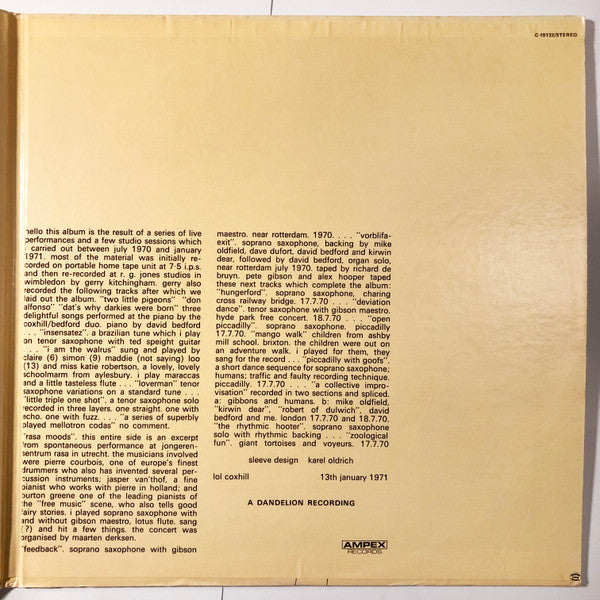 C-10132/STEREO
hello this album is the result of a series of live
performances and a few studio sessions which
i carried out between july 1970 and january
1971. most of the material was initially re-
corded on portable home tape unit at 7·5 i.p.s.
and then re-recorded at r. g. jones studios in
wimbledon by gerry kitchingham. gerry also
recorded the following tracks after which we
laid out the album. "two little pigeons" "don
alfonso" "dat's why darkies were born" three
delightful songs performed at the piano by the
coxhill/bedford duo. piano by david bedford
. . . "insensatez". a brazilian tune which i play
on tenor saxophone with ted speight guitar
. . . "i am the walrus" sung and played by
claire (6) simon (9) maddie (not saying) loo
(13) and miss katie robertson, a lovely, lovely
schoolmarm from aylesbury. i play maraccas
and a little tasteless flute . . . "loverman" tenor
saxophone variations on a standard tune . . .
"little triple one shot". a tenor saxophone solo
recorded in three layers. one straight. one with
echo. one with fuzz. . . . "a series of superbly
played mellotron codas" no comment.
"rasa moods". this entire side is an excerpt
from spontaneous performance at jongeren-
centrum rasa in utrecht. the musicians involved
were pierre courbois, one of europe's finest
drummers who also has invented several per-
cussion instruments; jasper van'thof, a fine
pianist who works with pierre in holland; and
burton greene one of the leading pianists of
the "free music" scene, who also tells good
fairy stories. i played soprano saxophone with
and without gibson maestro, lotus flute. sang
(?) and hit a few things. the concert was
organised by maarten derksen.
"feedback". soprano saxophone with gibson
maestro. near rotterdam. 1970. . . . "vorblifa-
exit". soprano saxophone, backing by mike
oldfield, dave dufort, david bedford and kirwin
dear, followed by david bedford, organ solo,
near rotterdam july 1970. taped by richard de
bruyn. pete gibson and alex hooper taped
these next tracks which complete the album:
"hungerford". soprano saxophone, charing
cross railway bridge. 17.7.70 . . . "deviation
dance". tenor saxophone with gibson maestro.
hyde park free concert. 18.7.70 . . . "open
piccadilly". soprano saxophone. piccadilly
17.7.70. "mango walk" the children from ashby
mill school. brixton. the children were out on
an adventure walk. i played for them, they
sang for the record . . . "piccadilly with goofs".
a short dance sequence for soprano saxophone;
humans; traffic and faulty recording technique.
piccadilly. 17.7.70 . . . "a collective impro-
visation" recorded in two sections and spliced.
a: gibbons and humans. b: mike oldfield,
"kirwin dear", "robert of dulwich", david
bedford and me. london 17.7.70 and 18.7.70.
"the rhythmic hooter". soprano saxophone
solo with rhythmic backing . . . "zoological
fun". giant tortoises and voyeurs. 17.7.70
sleeve design karel oldrich
lol coxhill 13th january 1971
A DANDELION RECORDING
AMPEX
RECORDS